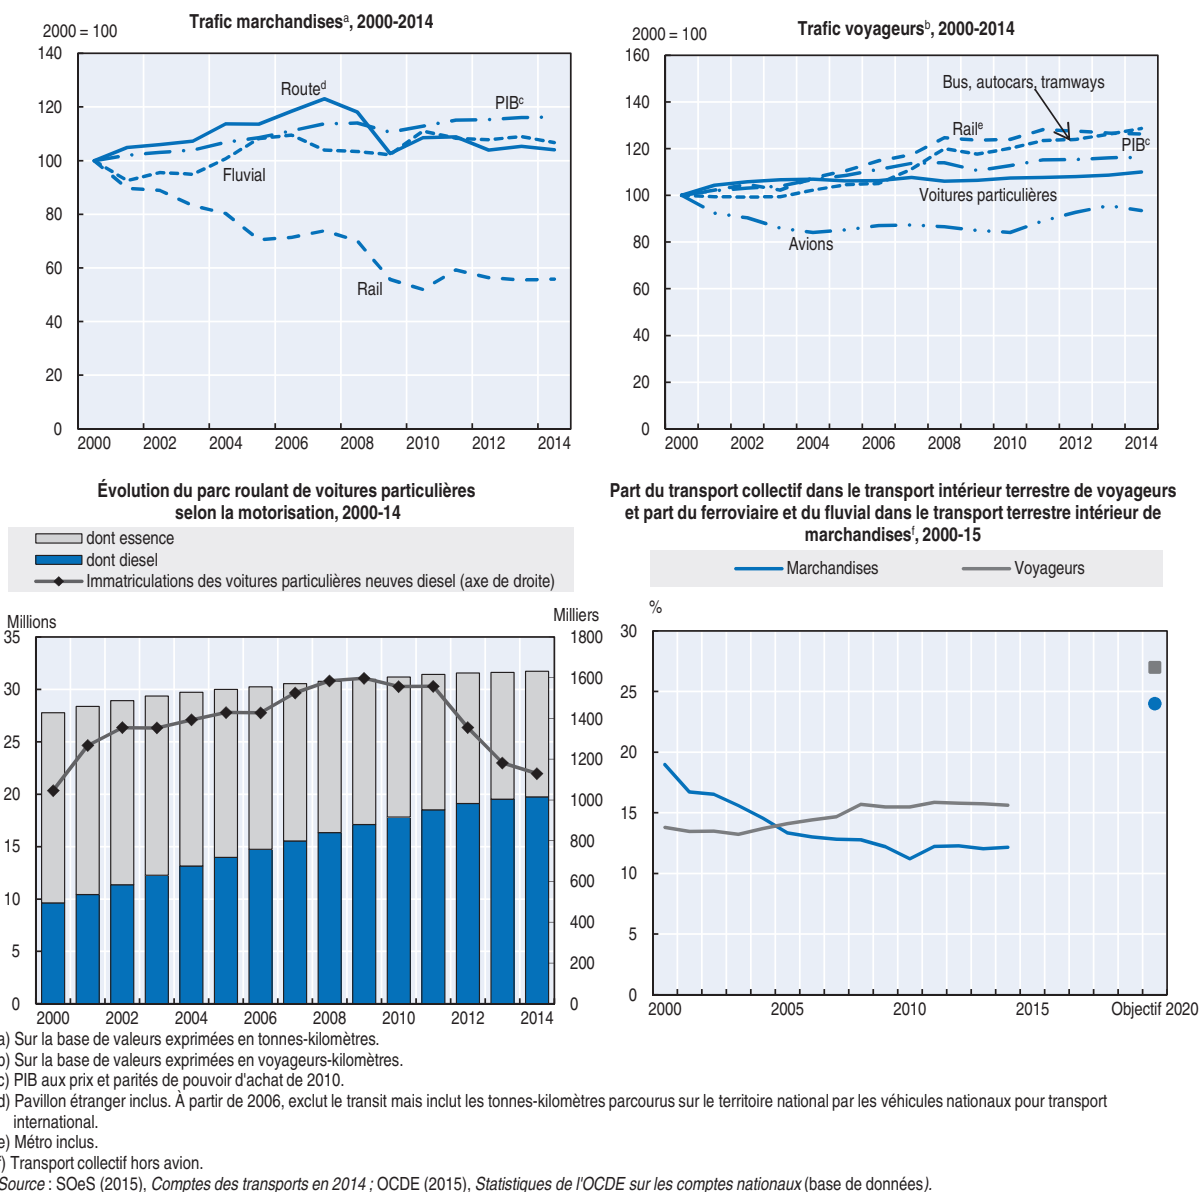 Trafic marchandisesᵃ, 2000-2014
2000 = 100
140
120
100
80
60
40
20
0
Routeᵈ
PIBᶜ
Fluvial
Rail
2000 2002 2004 2006 2008 2010 2012 2014
Trafic voyageursᵇ, 2000-2014
2000 = 100
160
140
120
100
80
60
40
20
0
Bus, autocars, tramways
Railᵉ
PIBᶜ
Voitures particulières
Avions
2000 2002 2004 2006 2008 2010 2012 2014
Évolution du parc roulant de voitures particulières
selon la motorisation, 2000-14
dont essence
dont diesel
Immatriculations des voitures particulières neuves diesel (axe de droite)
Millions
35
30
25
20
15
10
5
0
Milliers
1800
1600
1400
1200
1000
800
600
400
200
0
2000 2002 2004 2006 2008 2010 2012 2014
Part du transport collectif dans le transport intérieur terrestre de voyageurs
et part du ferroviaire et du fluvial dans le transport terrestre intérieur de
marchandisesᶠ, 2000-15
Marchandises
Voyageurs
%
30
25
20
15
10
5
0
2000 2005 2010 2015 Objectif 2020
a) Sur la base de valeurs exprimées en tonnes-kilomètres.
b) Sur la base de valeurs exprimées en voyageurs-kilomètres.
c) PIB aux prix et parités de pouvoir d'achat de 2010.
d) Pavillon étranger inclus. À partir de 2006, exclut le transit mais inclut les tonnes-kilomètres parcourus sur le territoire national par les véhicules nationaux pour transport
international.
e) Métro inclus.
f) Transport collectif hors avion.
Source : SOeS (2015), Comptes des transports en 2014 ; OCDE (2015), Statistiques de l'OCDE sur les comptes nationaux (base de données).